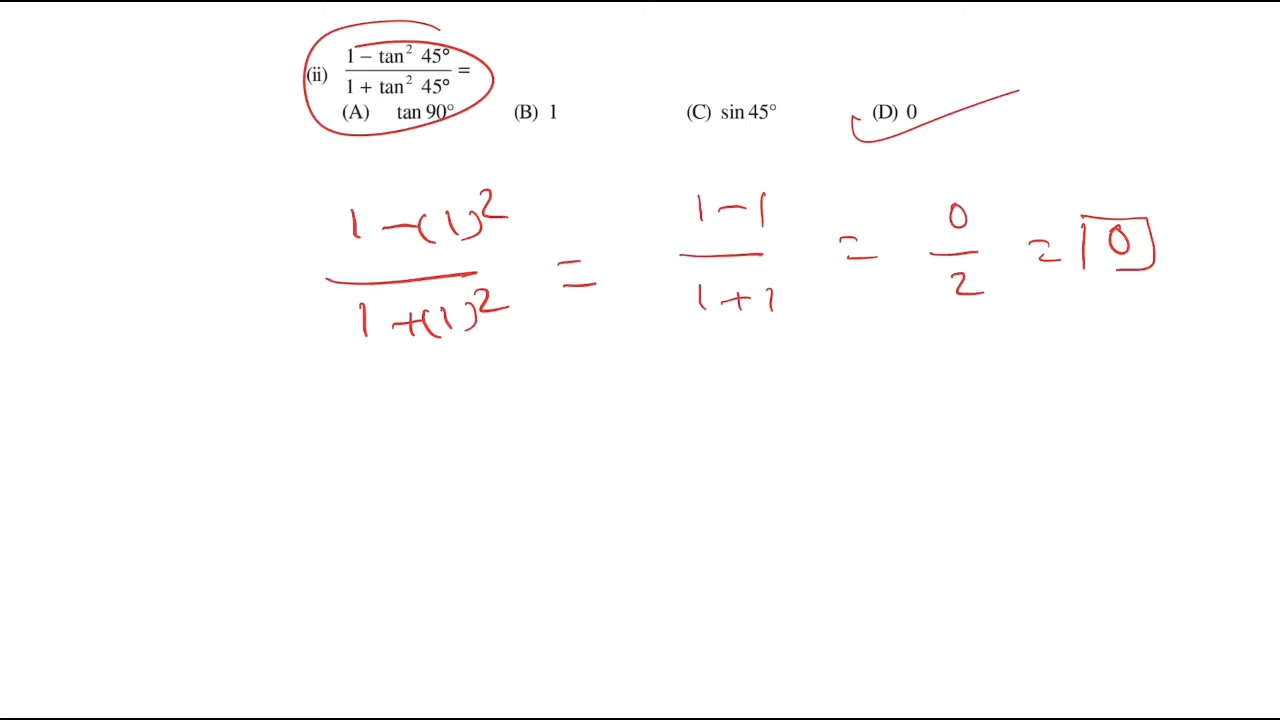 (ii) 1 − tan² 45° / 1 + tan² 45° =
(A) tan 90° (B) 1 (C) sin 45° (D) 0
1 − (1)² / 1 + (1)² = 1 − 1 / 1 + 1 = 0 / 2 = 0